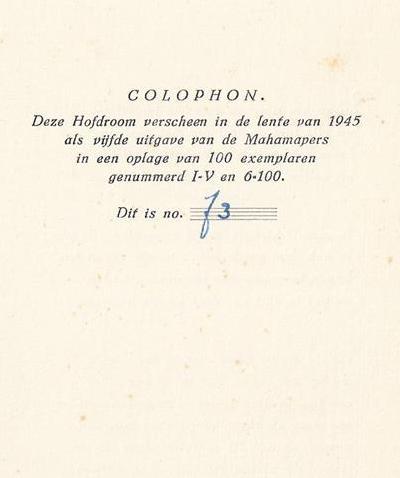 COLOPHON.
Deze Hofdroom verscheen in de lente van 1945
als vijfde uitgave van de Mahamapers
in een oplage van 100 exemplaren
genummerd I-V en 6-100.
Dit is no. 73